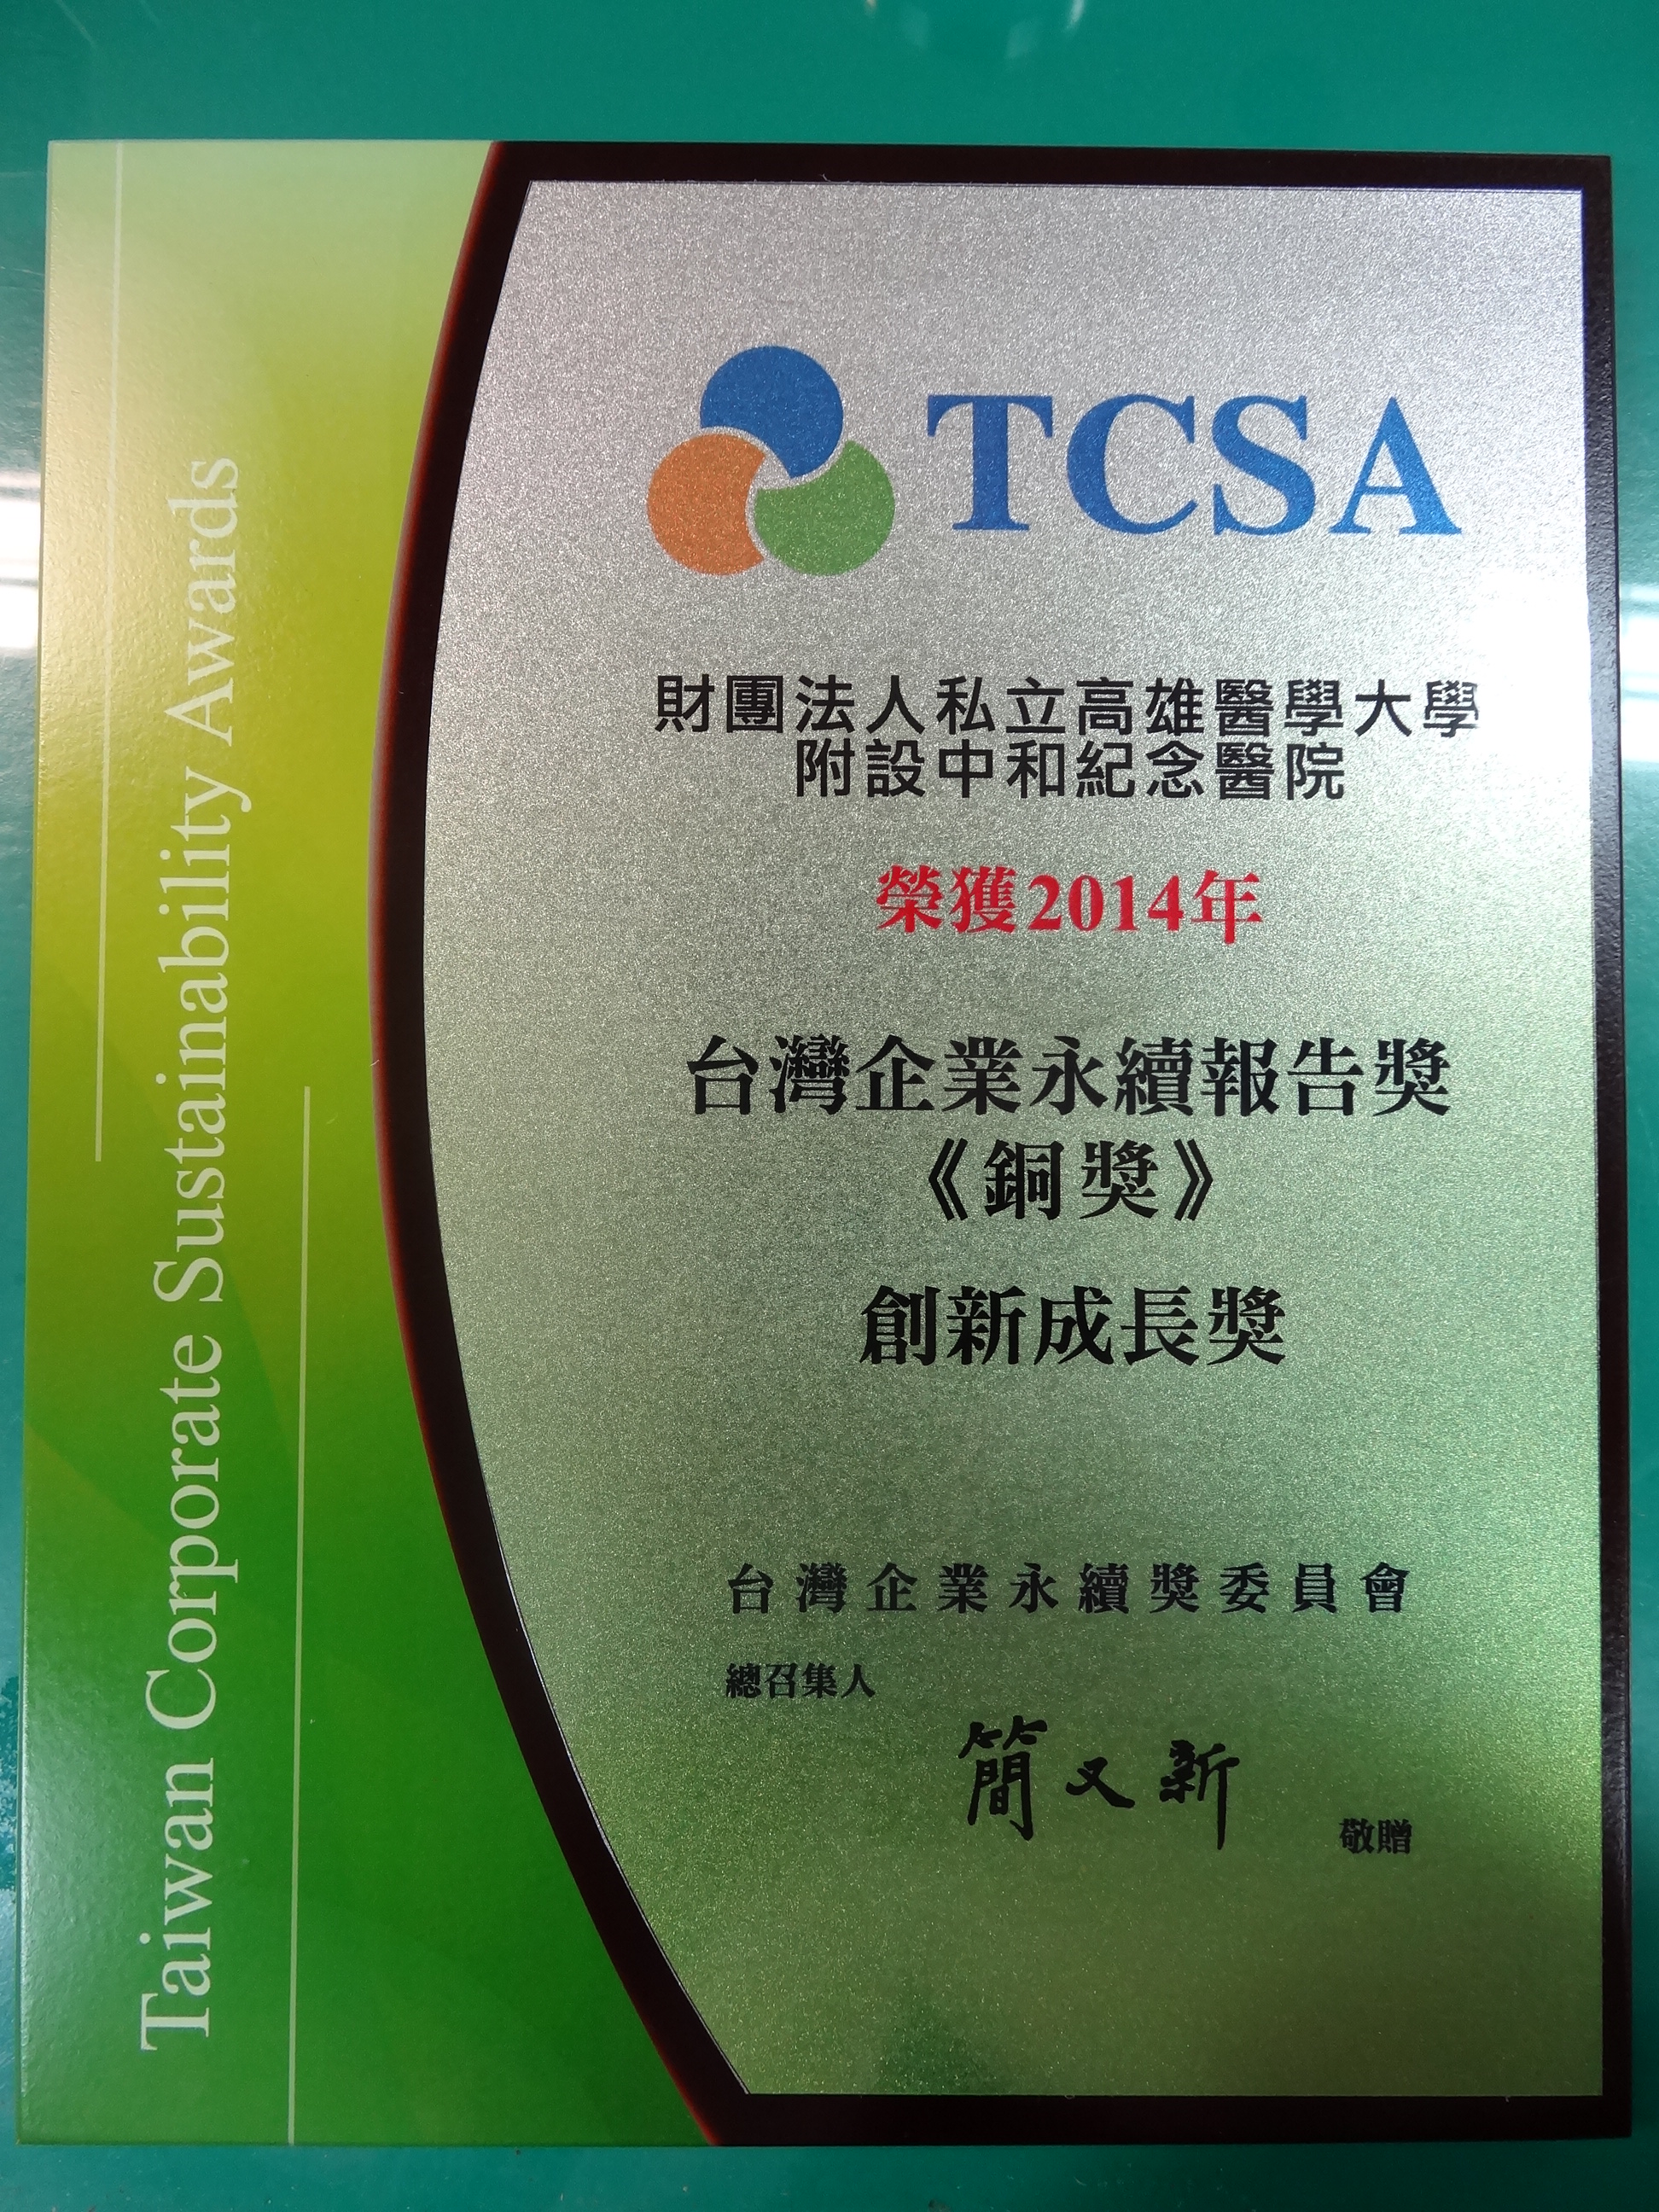 Taiwan Corporate Sustainability Awards
TCSA
財團法人私立高雄醫學大學
附設中和紀念醫院
榮獲2014年
台灣企業永續報告獎
《銅獎》
創新成長獎
台灣企業永續獎委員會
總召集人
簡又新
敬贈